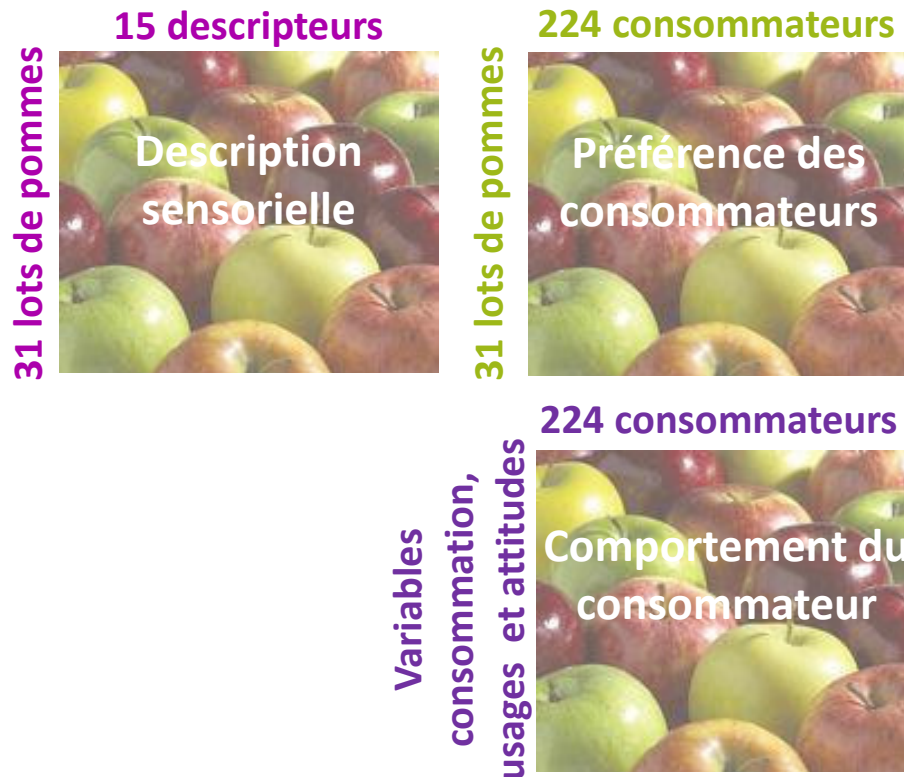 15 descripteurs
31 lots de pommes
Description
sensorielle
224 consommateurs
31 lots de pommes
Préférence des
consommateurs
224 consommateurs
Variables
consommation,
usages et attitudes
Comportement du
consommateur